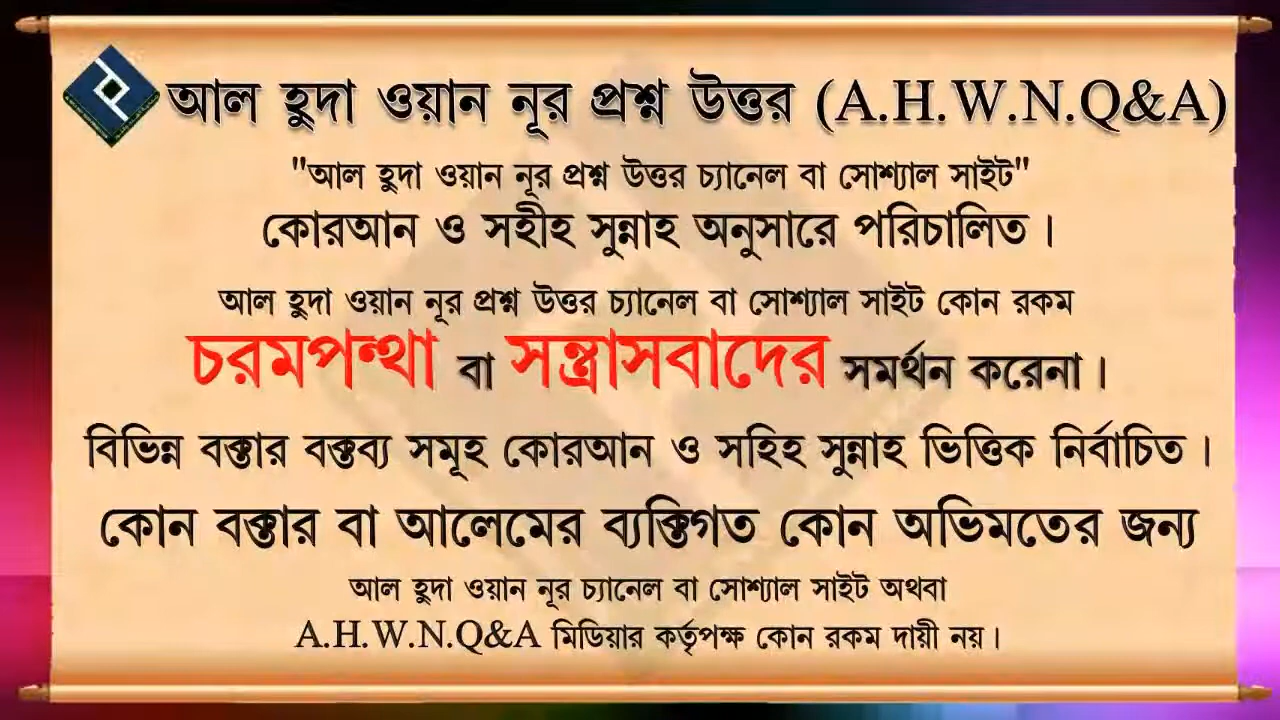 আল হুদা ওয়ান নূর প্রশ্ন উত্তর (A.H.W.N.Q&A)
"আল হুদা ওয়ান নূর প্রশ্ন উত্তর চ্যানেল বা সোশ্যাল সাইট"
কোরআন ও সহীহ সুন্নাহ অনুসারে পরিচালিত।
আল হুদা ওয়ান নূর প্রশ্ন উত্তর চ্যানেল বা সোশ্যাল সাইট কোন রকম
চরমপন্থা বা সন্ত্রাসবাদের সমর্থন করেনা।
বিভিন্ন বক্তার বক্তব্য সমূহ কোরআন ও সহিহ সুন্নাহ ভিত্তিক নির্বাচিত।
কোন বক্তার বা আলেমের ব্যক্তিগত কোন অভিমতের জন্য
আল হুদা ওয়ান নূর চ্যানেল বা সোশ্যাল সাইট অথবা
A.H.W.N.Q&A মিডিয়ার কর্তৃপক্ষ কোন রকম দায়ী নয়।